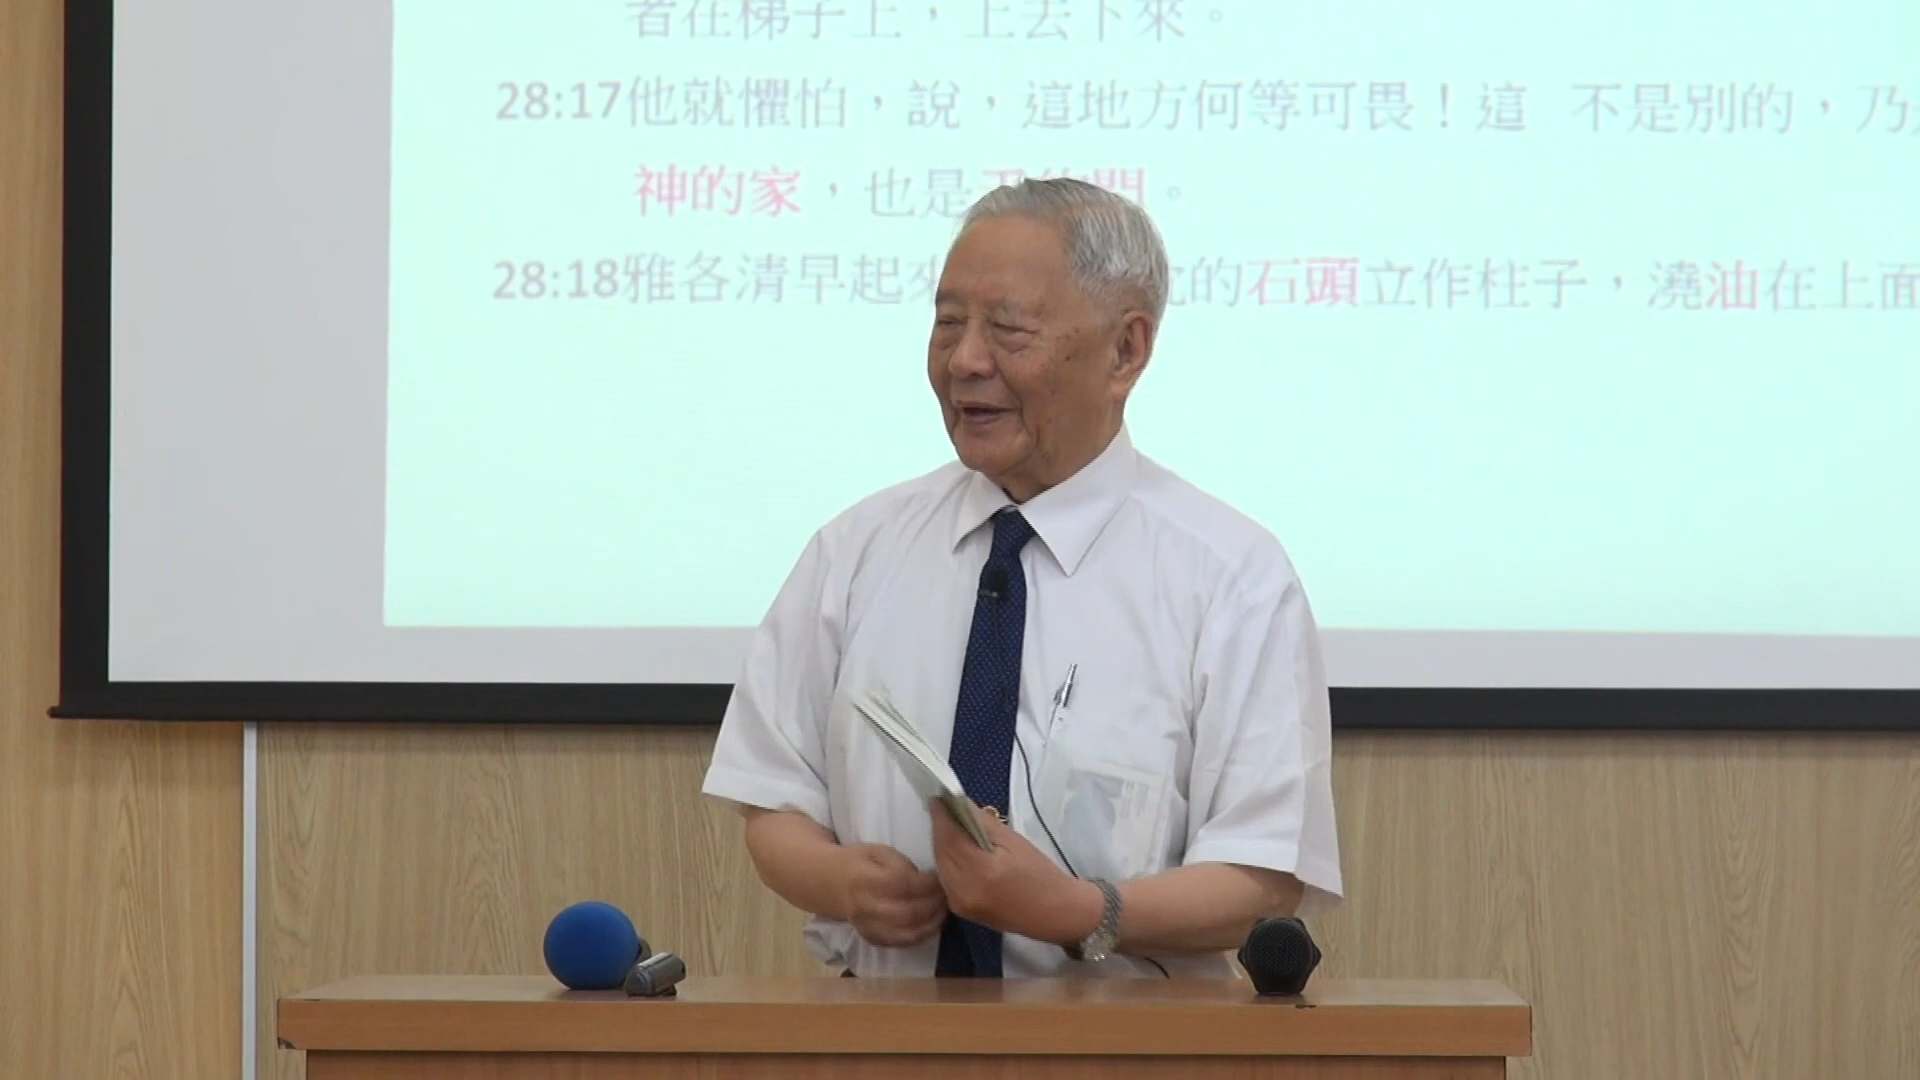 者在梯子上，上去下來。
28:17他就懼怕，說，這地方何等可畏！這 不是別的，乃
神的家，也是 門。
28:18雅各清早起來 的石頭立作柱子，澆油在上面